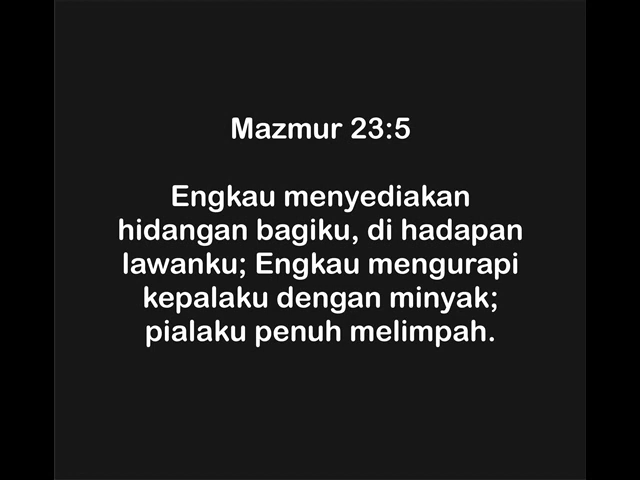 Mazmur 23:5
Engkau menyediakan
hidangan bagiku, di hadapan
lawanku; Engkau mengurapi
kepalaku dengan minyak;
pialaku penuh melimpah.